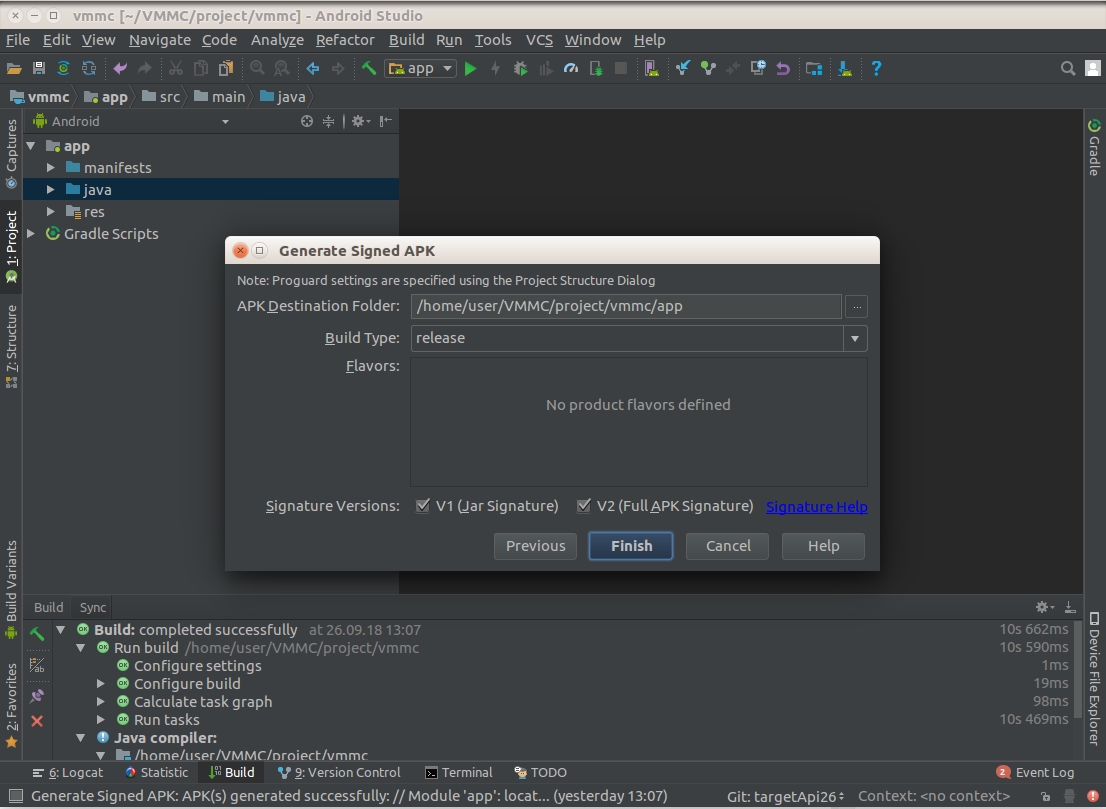 vmmc [~/VMMC/project/vmmc] - Android Studio
File Edit View Navigate Code Analyze Refactor Build Run Tools VCS Window Help
app
vmmc app src main java
Captures
1: Project
7: Structure
Build Variants
2: Favorites
Android
app
manifests
java
res
Gradle Scripts
Gradle
Device File Explorer
Generate Signed APK
Note: Proguard settings are specified using the Project Structure Dialog
APK Destination Folder: /home/user/VMMC/project/vmmc/app ...
Build Type: release
Flavors:
No product flavors defined
Signature Versions: V1 (Jar Signature) V2 (Full APK Signature) Signature Help
Previous Finish Cancel Help
Build Sync
Build: completed successfully at 26.09.18 13:07 10s 662ms
Run build /home/user/VMMC/project/vmmc 10s 590ms
Configure settings 1ms
Configure build 19ms
Calculate task graph 98ms
Run tasks 10s 469ms
Java compiler:
/home/user/VMMC/project/vmmc
6: Logcat Statistic Build 9: Version Control Terminal TODO 2 Event Log
Generate Signed APK: APK(s) generated successfully: // Module 'app': locat... (yesterday 13:07) Git: targetApi26 Context: <no context>